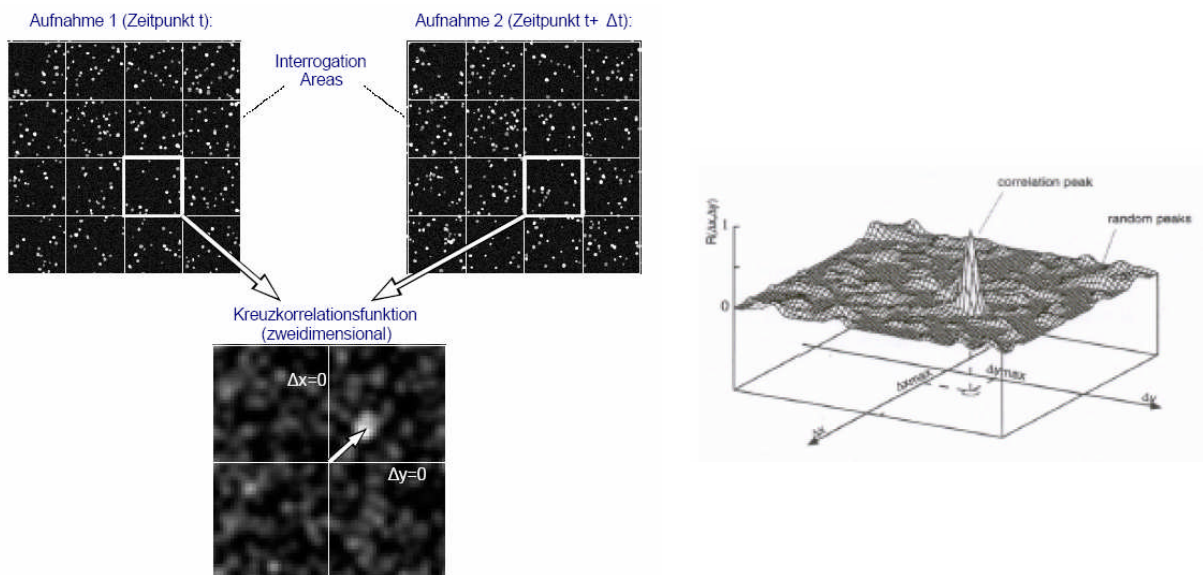 Aufnahme 1 (Zeitpunkt t):
Aufnahme 2 (Zeitpunkt t+ Δt):
Interrogation
Areas
Kreuzkorrelationsfunktion
(zweidimensional)
Δx=0
Δy=0
correlation peak
random peaks
R(Δx,Δy)
1
0
Δxmax
Δymax
Δx
Δy